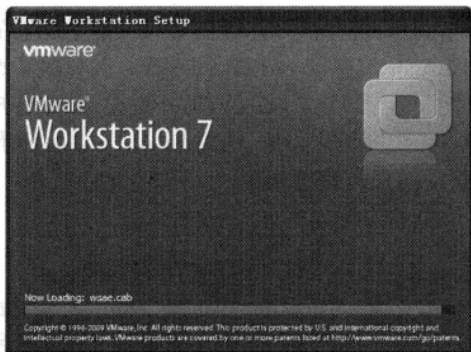 VMware Workstation Setup
vmware®
VMware®
Workstation 7
Now Loading: wsae.cab
Copyright © 1998-2009 VMware, Inc. All rights reserved. This product is protected by U.S. and international copyright and
intellectual property laws. VMware products are covered by one or more patents listed at http://www.vmware.com/go/patents.